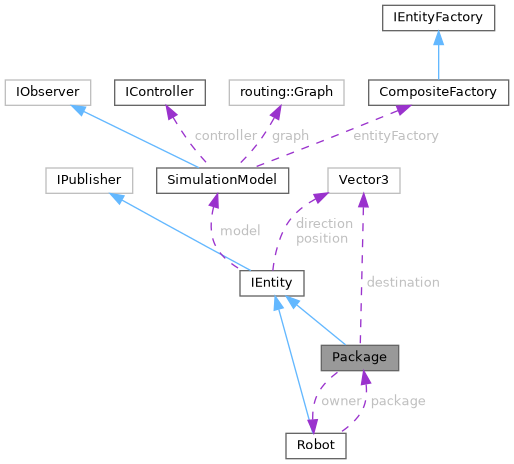 IEntityFactory
IObserver
IController
routing::Graph
CompositeFactory
controller
graph
entityFactory
IPublisher
SimulationModel
Vector3
model
direction
position
IEntity
destination
Package
owner
package
Robot